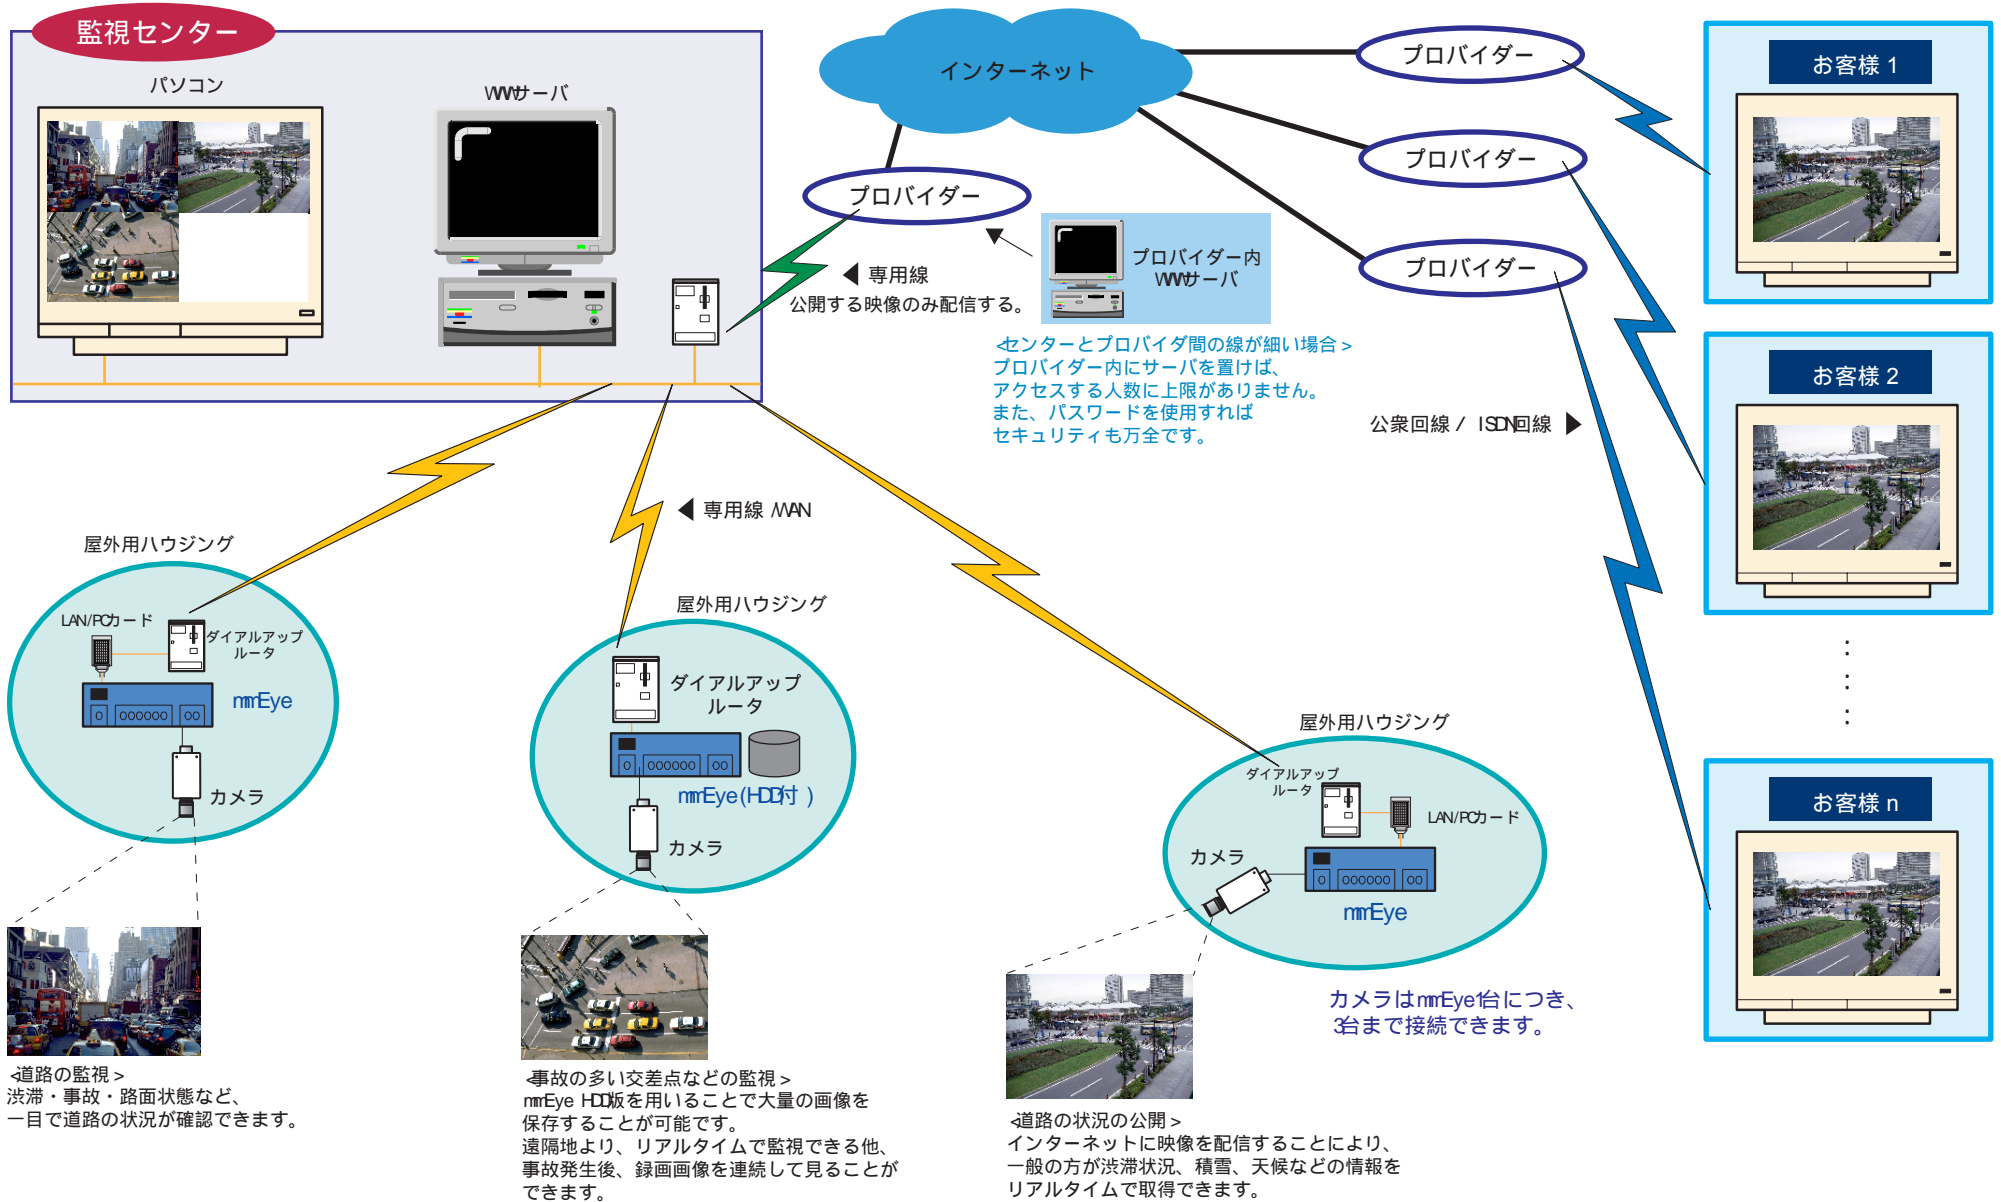 監視センター
パソコン
WWWサーバ
インターネット
プロバイダー
プロバイダー
プロバイダー
プロバイダー
お客様 1
お客様 2
お客様 n
専用線
公開する映像のみ配信する。
プロバイダー内
WWWサーバ
<センターとプロバイダ間の線が細い場合>
プロバイダー内にサーバを置けば、
アクセスする人数に上限がありません。
また、パスワードを使用すれば
セキュリティも万全です。
公衆回線 / ISDN回線
専用線 /WAN
屋外用ハウジング
LAN/PCカード
ダイアルアップ
ルータ
mmEye
カメラ
屋外用ハウジング
ダイアルアップ
ルータ
mmEye(HDD付)
カメラ
屋外用ハウジング
ダイアルアップ
ルータ
LAN/PCカード
カメラ
mmEye
カメラはmmEye1台につき、
3台まで接続できます。
<道路の監視>
渋滞・事故・路面状態など、
一目で道路の状況が確認できます。
<事故の多い交差点などの監視>
mmEye HDD版を用いることで大量の画像を
保存することが可能です。
遠隔地より、リアルタイムで監視できる他、
事故発生後、録画画像を連続して見ることが
できます。
<道路の状況の公開>
インターネットに映像を配信することにより、
一般の方が渋滞状況、積雪、天候などの情報を
リアルタイムで取得できます。